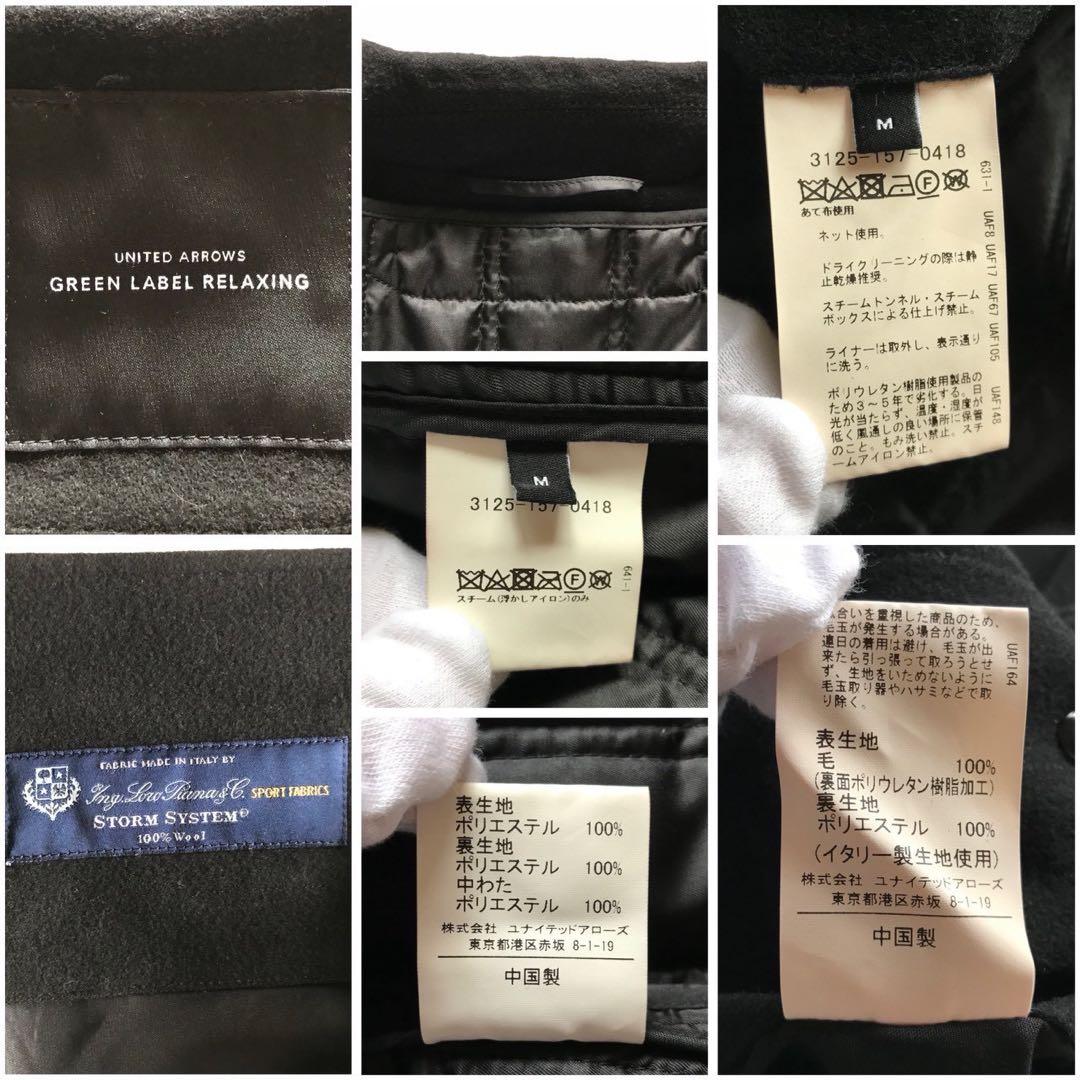 UNITED ARROWS
GREEN LABEL RELAXING
FABRIC MADE IN ITALY BY
Ing. Loro Piana & C. SPORT FABRICS
STORM SYSTEM®
100% Wool
M
3125-157-0418
スチーム(浮かしアイロン)のみ
641-1
表生地
ポリエステル 100%
裏生地
ポリエステル 100%
中わた
ポリエステル 100%
株式会社 ユナイテッドアローズ
東京都港区赤坂 8-1-19
中国製
M
3125-157-0418
あて布使用
ネット使用。
ドライクリーニングの際は静
止乾燥推奨。
スチームトンネル・スチーム
ボックスによる仕上げ禁止。
ライナーは取外し、表示通り
に洗う。
ポリウレタン樹脂使用製品の
ため3~5年で劣化する。日
光が当たらず、温度・湿度が
低く風通しの良い場所に保管
のこと。もみ洗い禁止。スチ
ームアイロン禁止。
631-1 UAF8 UAF17 UAF67 UAF105 UAF148
合いを重視した商品のため、
毛玉が発生する場合がある。
連日の着用は避け、毛玉が出
来たら引っ張って取ろうとせ
ず、生地をいためないように
毛玉取り器やハサミなどで取
り除く。
UAF164
表生地
毛 100%
(裏面ポリウレタン樹脂加工)
裏生地
ポリエステル 100%
(イタリー製生地使用)
株式会社 ユナイテッドアローズ
東京都港区赤坂 8-1-19
中国製